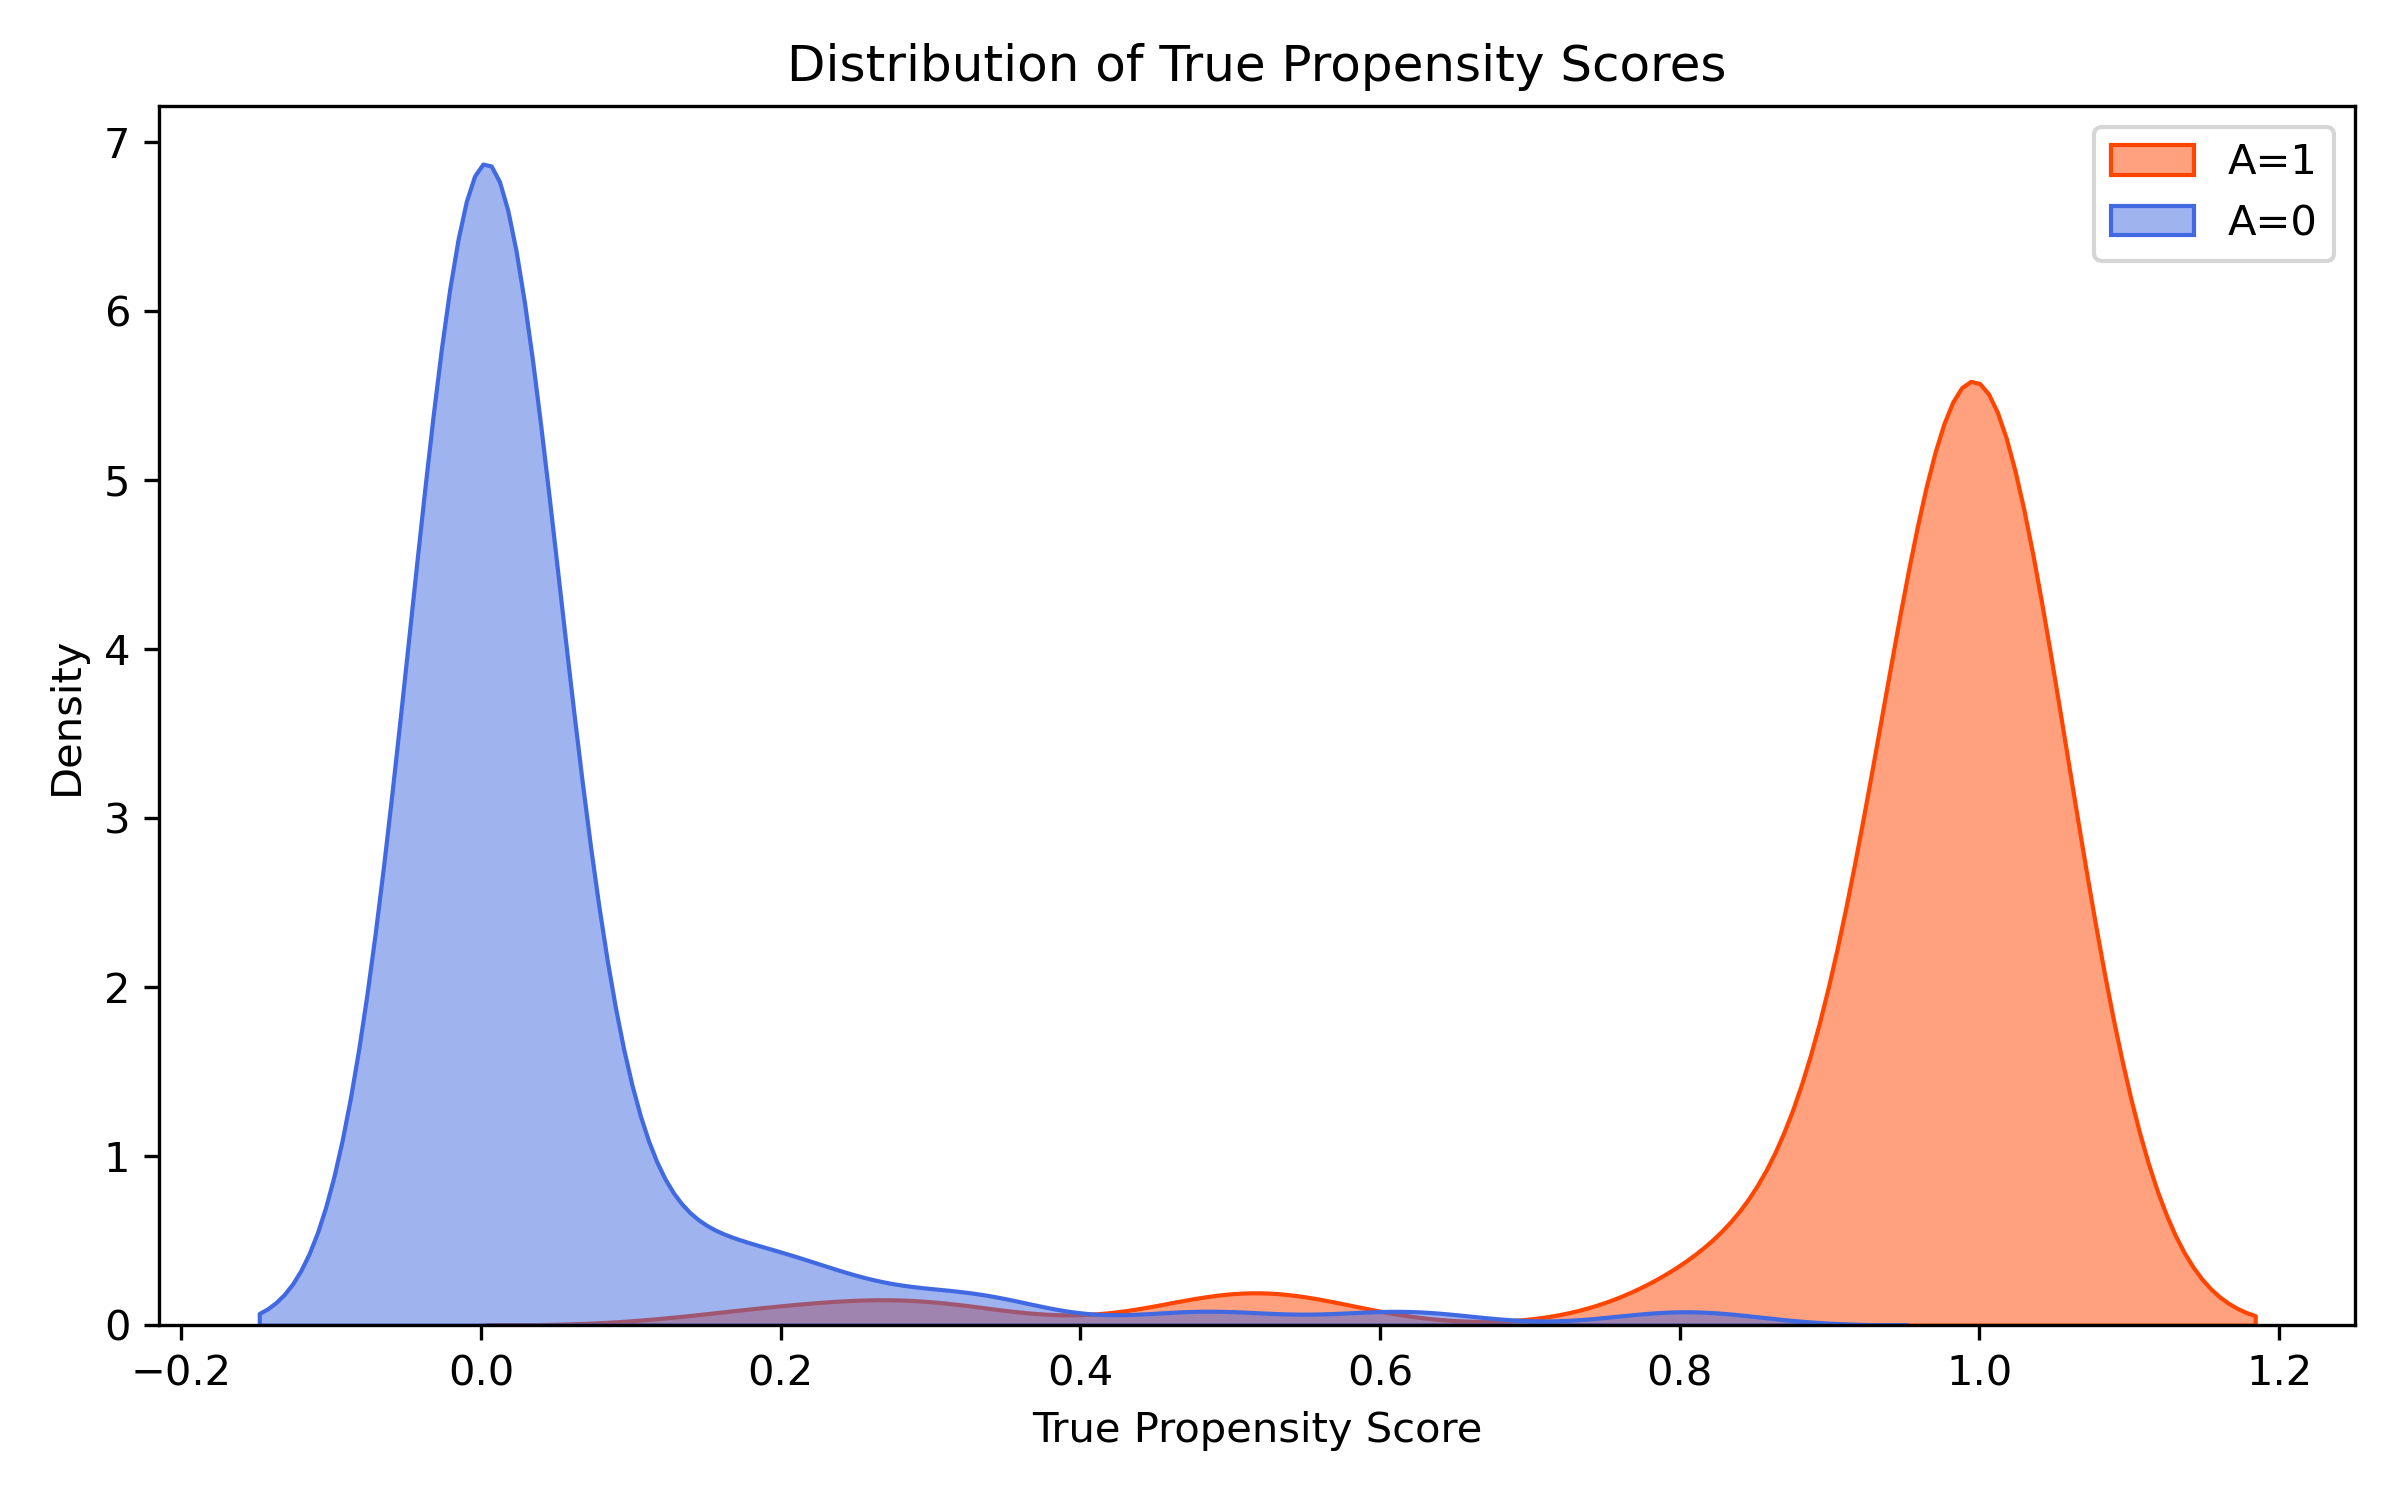 Distribution of True Propensity Scores
A=1
A=0
Density
7
6
5
4
3
2
1
0
−0.2 0.0 0.2 0.4 0.6 0.8 1.0 1.2
True Propensity Score